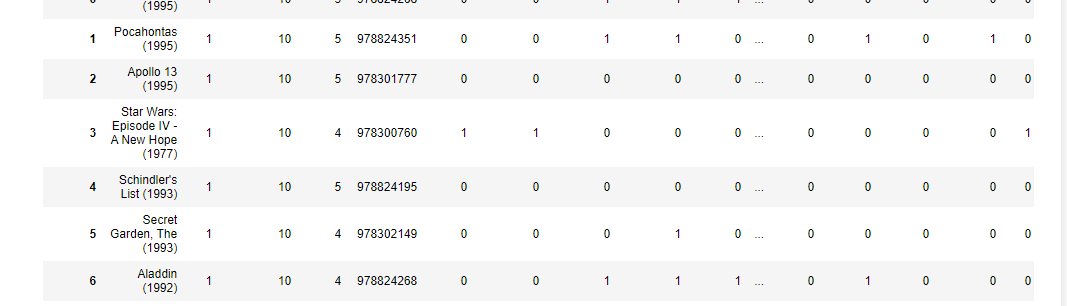 (1995)
1 Pocahontas (1995) 1 10 5 978824351 0 0 1 1 0 ... 0 1 0 1 0
2 Apollo 13 (1995) 1 10 5 978301777 0 0 0 0 0 ... 0 0 0 0 0
3 Star Wars: Episode IV - A New Hope (1977) 1 10 4 978300760 1 1 0 0 0 ... 0 0 0 0 1
4 Schindler's List (1993) 1 10 5 978824195 0 0 0 0 0 ... 0 0 0 0 0
5 Secret Garden, The (1993) 1 10 4 978302149 0 0 0 1 0 ... 0 0 0 0 0
6 Aladdin (1992) 1 10 4 978824268 0 0 1 1 1 ... 0 1 0 0 0